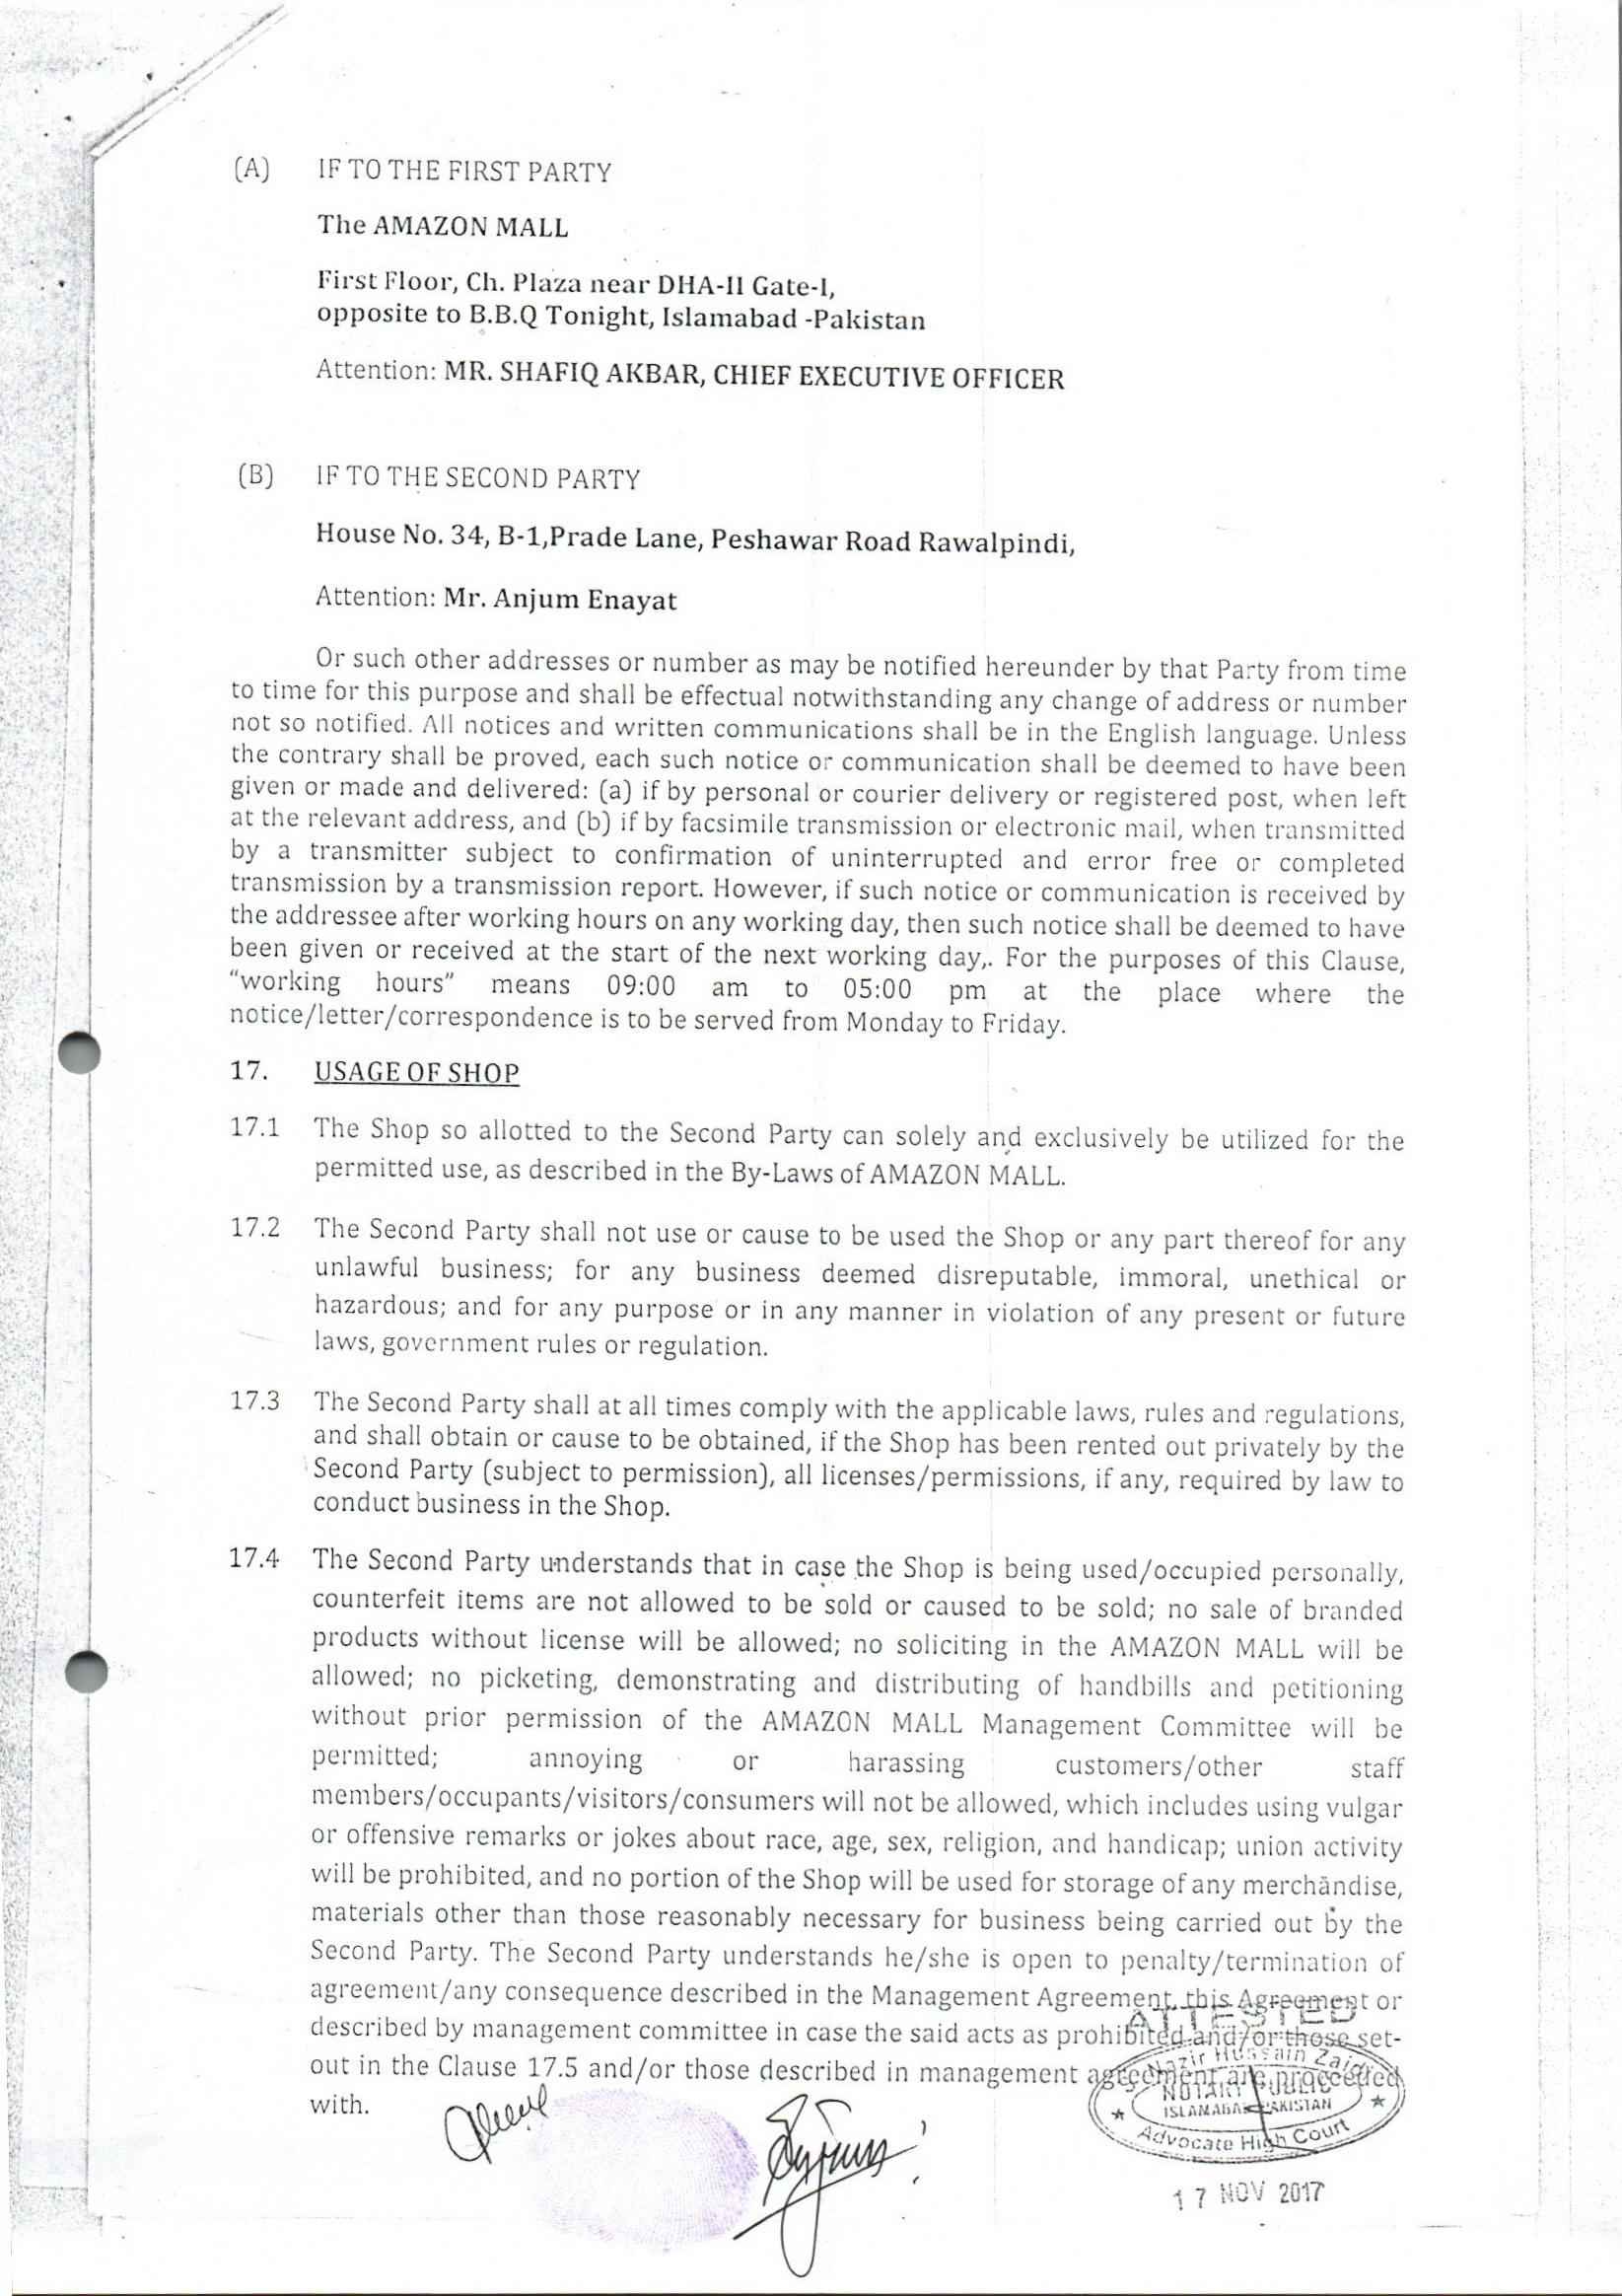 (A) IF TO THE FIRST PARTY
The AMAZON MALL
First Floor, Ch. Plaza near DHA-II Gate-I,
opposite to B.B.Q Tonight, Islamabad -Pakistan
Attention: MR. SHAFIQ AKBAR, CHIEF EXECUTIVE OFFICER
(B) IF TO THE SECOND PARTY
House No. 34, B-1,Prade Lane, Peshawar Road Rawalpindi,
Attention: Mr. Anjum Enayat
Or such other addresses or number as may be notified hereunder by that Party from time
to time for this purpose and shall be effectual notwithstanding any change of address or number
not so notified. All notices and written communications shall be in the English language. Unless
the contrary shall be proved, each such notice or communication shall be deemed to have been
given or made and delivered: (a) if by personal or courier delivery or registered post, when left
at the relevant address, and (b) if by facsimile transmission or electronic mail, when transmitted
by a transmitter subject to confirmation of uninterrupted and error free or completed
transmission by a transmission report. However, if such notice or communication is received by
the addressee after working hours on any working day, then such notice shall be deemed to have
been given or received at the start of the next working day,. For the purposes of this Clause,
“working hours” means 09:00 am to 05:00 pm at the place where the
notice/letter/correspondence is to be served from Monday to Friday.
17. USAGE OF SHOP
17.1 The Shop so allotted to the Second Party can solely and exclusively be utilized for the
permitted use, as described in the By-Laws of AMAZON MALL.
17.2 The Second Party shall not use or cause to be used the Shop or any part thereof for any
unlawful business; for any business deemed disreputable, immoral, unethical or
hazardous; and for any purpose or in any manner in violation of any present or future
laws, government rules or regulation.
17.3 The Second Party shall at all times comply with the applicable laws, rules and regulations,
and shall obtain or cause to be obtained, if the Shop has been rented out privately by the
Second Party (subject to permission), all licenses/permissions, if any, required by law to
conduct business in the Shop.
17.4 The Second Party understands that in case the Shop is being used/occupied personally,
counterfeit items are not allowed to be sold or caused to be sold; no sale of branded
products without license will be allowed; no soliciting in the AMAZON MALL will be
allowed; no picketing, demonstrating and distributing of handbills and petitioning
without prior permission of the AMAZON MALL Management Committee will be
permitted; annoying or harassing customers/other staff
members/occupants/visitors/consumers will not be allowed, which includes using vulgar
or offensive remarks or jokes about race, age, sex, religion, and handicap; union activity
will be prohibited, and no portion of the Shop will be used for storage of any merchandise,
materials other than those reasonably necessary for business being carried out by the
Second Party. The Second Party understands he/she is open to penalty/termination of
agreement/any consequence described in the Management Agreement, this Agreement or
described by management committee in case the said acts as prohibited and/or those set-
out in the Clause 17.5 and/or those described in management agreement are proceeded
with.
ATTESTED
Nazir Hussain Zaidi
NOTARY PUBLIC
ISLAMABAD PAKISTAN
Advocate High Court
17 NOV 2017